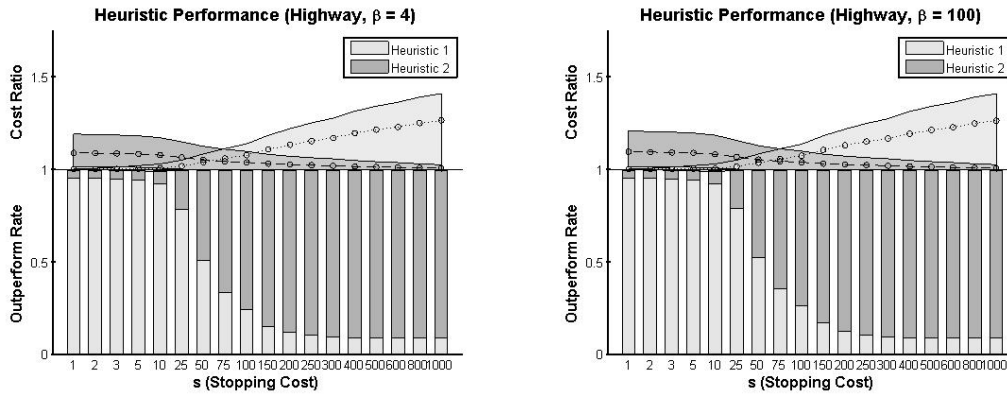 Heuristic Performance (Highway, β = 4)
Cost Ratio
Outperform Rate
1.5
1
0.5
0
Heuristic 1
Heuristic 2
1 2 3 5 10 25 50 75 100 150 200 250 300 400 500 600 800 1000
s (Stopping Cost)
Heuristic Performance (Highway, β = 100)
Cost Ratio
Outperform Rate
1.5
1
0.5
0
Heuristic 1
Heuristic 2
1 2 3 5 10 25 50 75 100 150 200 250 300 400 500 600 800 1000
s (Stopping Cost)